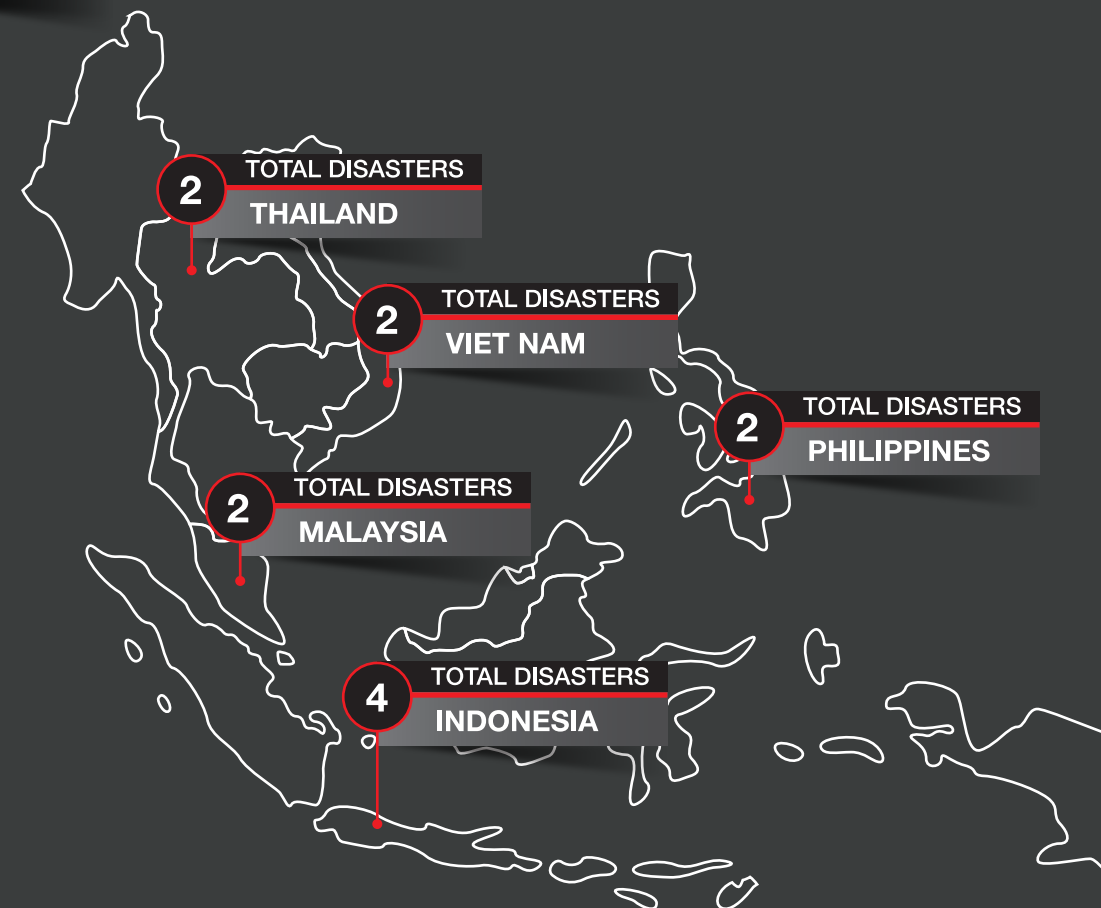 2
TOTAL DISASTERS
THAILAND
2
TOTAL DISASTERS
VIET NAM
2
TOTAL DISASTERS
PHILIPPINES
2
TOTAL DISASTERS
MALAYSIA
4
TOTAL DISASTERS
INDONESIA